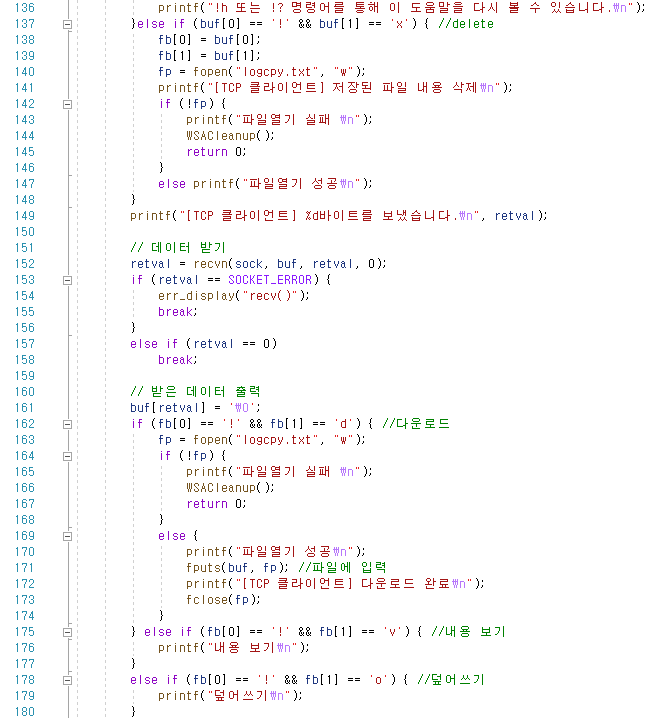 136 printf("!h 또는 !? 명령어를 통해 이 도움말을 다시 볼 수 있습니다.₩n");
137 }else if (buf[0] == '!' && buf[1] == 'x') { //delete
138 fb[0] = buf[0];
139 fb[1] = buf[1];
140 fp = fopen("logcpy.txt", "w");
141 printf("[TCP 클라이언트] 저장된 파일 내용 삭제₩n");
142 if (!fp) {
143 printf("파일열기 실패 ₩n");
144 WSACleanup();
145 return 0;
146 }
147 else printf("파일열기 성공₩n");
148 }
149 printf("[TCP 클라이언트] %d바이트를 보냈습니다.₩n", retval);
150
151 // 데이터 받기
152 retval = recvn(sock, buf, retval, 0);
153 if (retval == SOCKET_ERROR) {
154 err_display("recv()");
155 break;
156 }
157 else if (retval == 0)
158 break;
159
160 // 받은 데이터 출력
161 buf[retval] = '₩0';
162 if (fb[0] == '!' && fb[1] == 'd') { //다운로드
163 fp = fopen("logcpy.txt", "w");
164 if (!fp) {
165 printf("파일열기 실패 ₩n");
166 WSACleanup();
167 return 0;
168 }
169 else {
170 printf("파일열기 성공₩n");
171 fputs(buf, fp); //파일에 입력
172 printf("[TCP 클라이언트] 다운로드 완료₩n");
173 fclose(fp);
174 }
175 } else if (fb[0] == '!' && fb[1] == 'v') { //내용 보기
176 printf("내용 보기₩n");
177 }
178 else if (fb[0] == '!' && fb[1] == 'o') { //덮어쓰기
179 printf("덮어쓰기₩n");
180 }